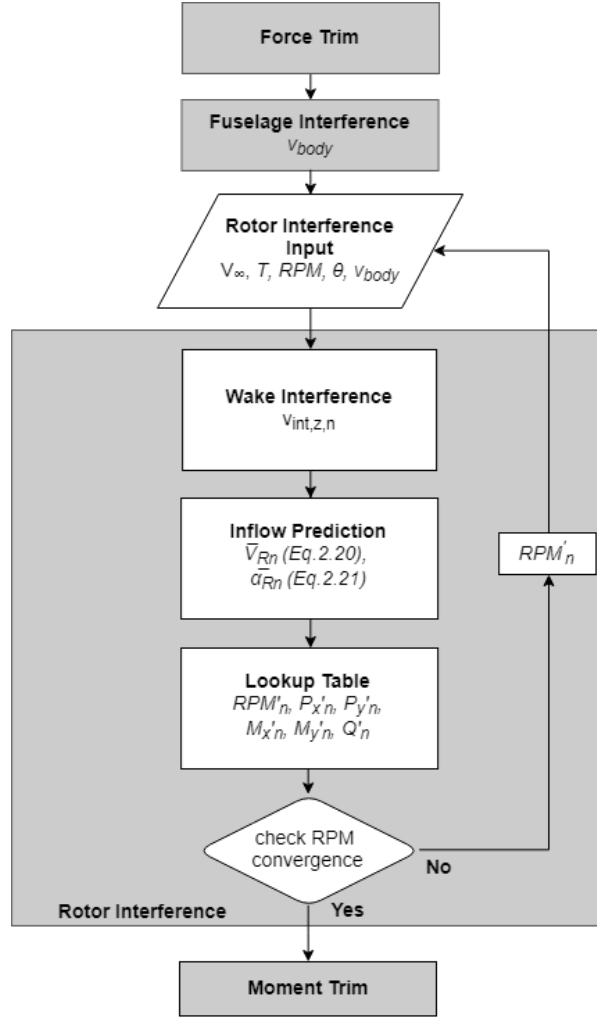 Force Trim
Fuselage Interference
v_body
Rotor Interference
Input
V∞, T, RPM, θ, v_body
Wake Interference
v_int,z,n
Inflow Prediction
V̅_Rn (Eq.2.20),
α̅_Rn (Eq.2.21)
RPM'_n
Lookup Table
RPM'_n, P_x'_n, P_y'_n,
M_x'_n, M_y'_n, Q'_n
check RPM
convergence
No
Rotor Interference
Yes
Moment Trim